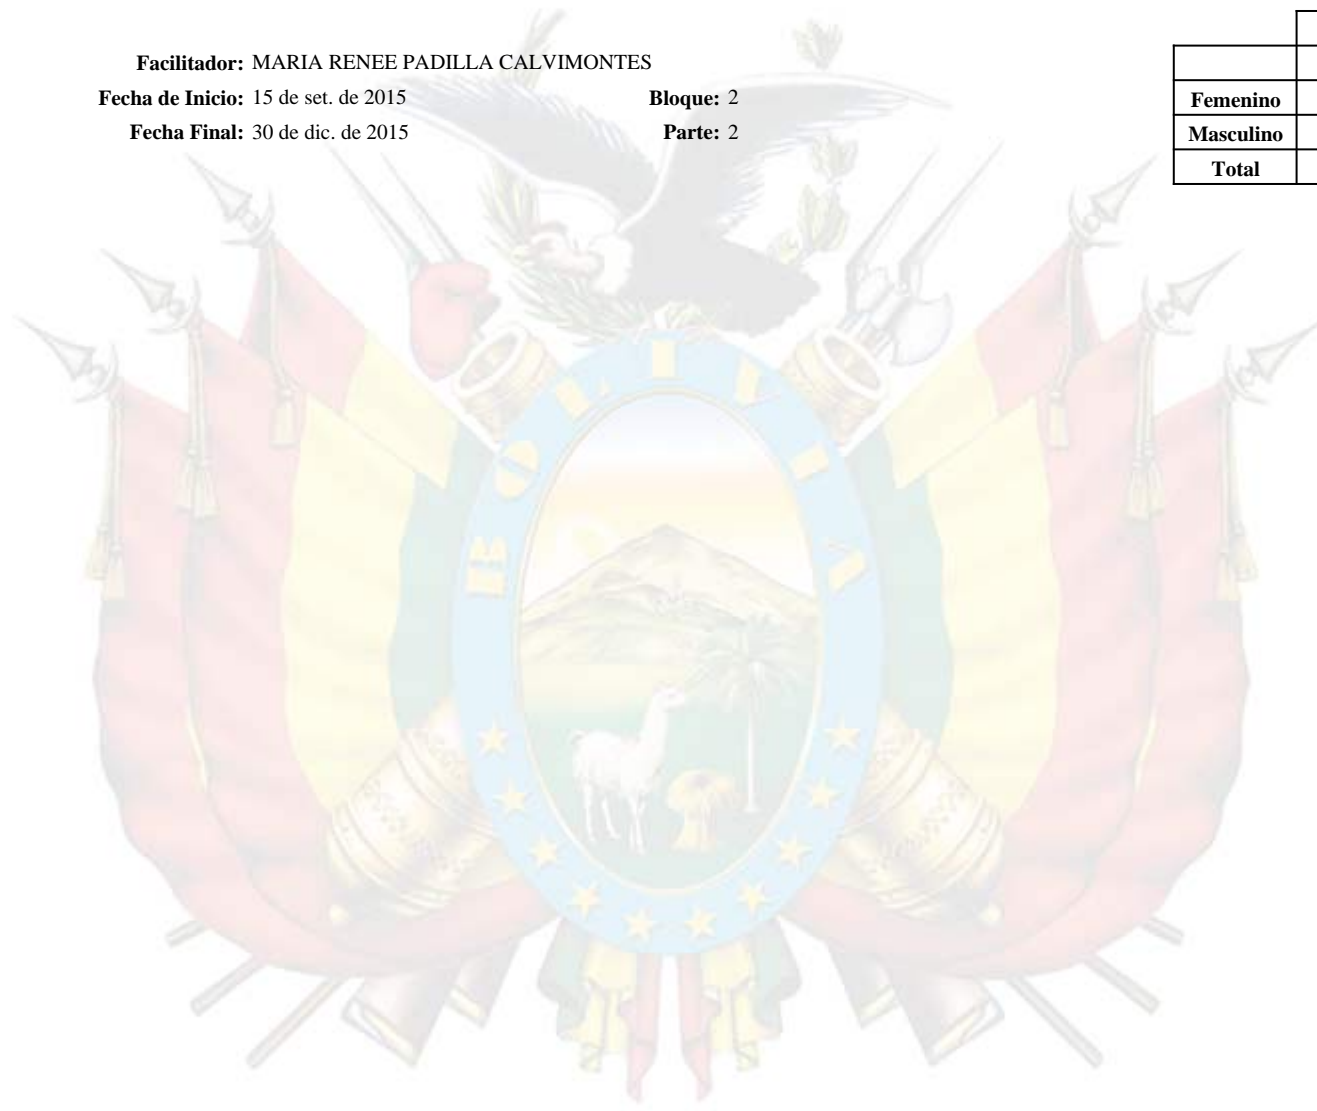 Facilitador: MARIA RENEE PADILLA CALVIMONTES
Fecha de Inicio: 15 de set. de 2015 Bloque: 2
Fecha Final: 30 de dic. de 2015 Parte: 2
Femenino
Masculino
Total
BOLIVIA